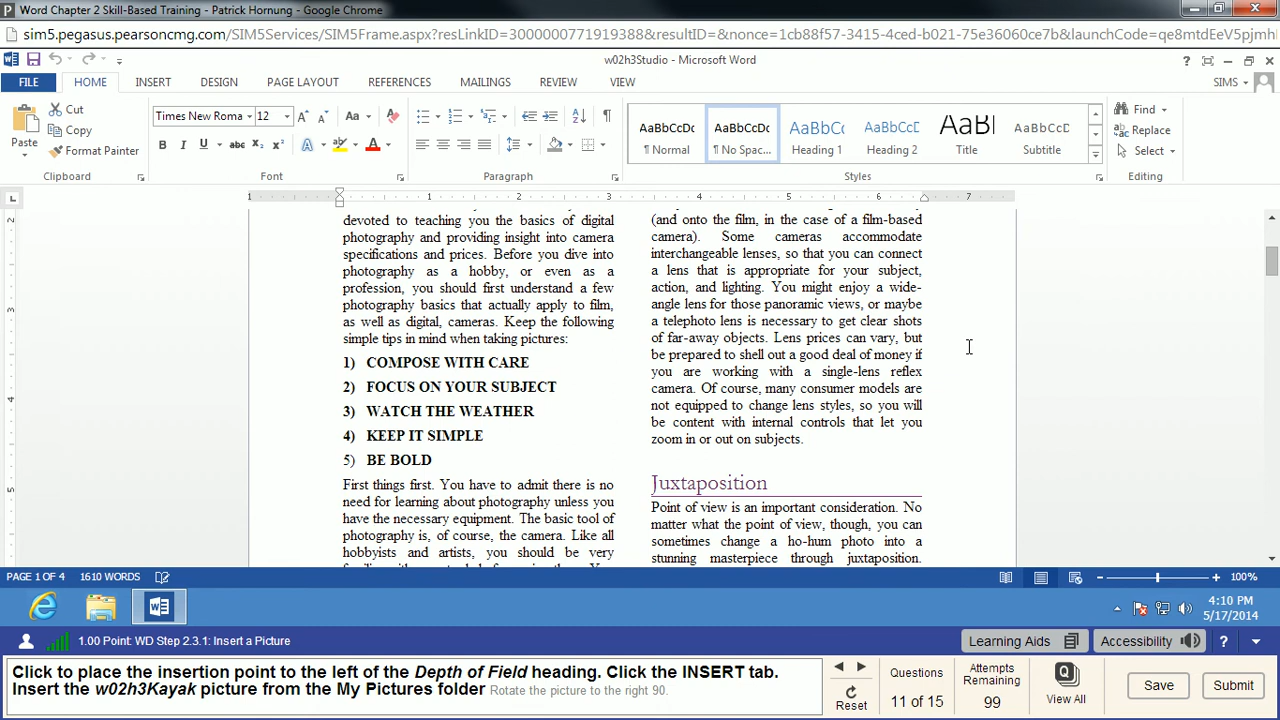 Word Chapter 2 Skill-Based Training - Patrick Hornung - Google Chrome
sim5.pegasus.pearsoncmg.com/SIM5Services/SIM5Frame.aspx?resLinkID=3000000771919388&resultID=&nonce=1cb88f57-3415-4ced-b021-75e36060ce7b&launchCode=qe8mtdEeV5pjmhl
w02h3Studio - Microsoft Word
FILE HOME INSERT DESIGN PAGE LAYOUT REFERENCES MAILINGS REVIEW VIEW SIMS
Cut
Copy
Format Painter
Paste
Clipboard
Times New Roma 12
Font
Paragraph
AaBbCcDc AaBbCcDc AaBbC AaBbCcD AaBl AaBbCcD
¶ Normal ¶ No Spac... Heading 1 Heading 2 Title Subtitle
Styles
Find
Replace
Select
Editing
1 1 2 3 4 5 6 7
2
3
4
5
devoted to teaching you the basics of digital
photography and providing insight into camera
specifications and prices. Before you dive into
photography as a hobby, or even as a
profession, you should first understand a few
photography basics that actually apply to film,
as well as digital, cameras. Keep the following
simple tips in mind when taking pictures:
1) COMPOSE WITH CARE
2) FOCUS ON YOUR SUBJECT
3) WATCH THE WEATHER
4) KEEP IT SIMPLE
5) BE BOLD
First things first. You have to admit there is no
need for learning about photography unless you
have the necessary equipment. The basic tool of
photography is, of course, the camera. Like all
hobbyists and artists, you should be very
(and onto the film, in the case of a film-based
camera). Some cameras accommodate
interchangeable lenses, so that you can connect
a lens that is appropriate for your subject,
action, and lighting. You might enjoy a wide-
angle lens for those panoramic views, or maybe
a telephoto lens is necessary to get clear shots
of far-away objects. Lens prices can vary, but
be prepared to shell out a good deal of money if
you are working with a single-lens reflex
camera. Of course, many consumer models are
not equipped to change lens styles, so you will
be content with internal controls that let you
zoom in or out on subjects.
Juxtaposition
Point of view is an important consideration. No
matter what the point of view, though, you can
sometimes change a ho-hum photo into a
stunning masterpiece through juxtaposition.
PAGE 1 OF 4 1610 WORDS 100%
4:10 PM
5/17/2014
1.00 Point: WD Step 2.3.1: Insert a Picture
Learning Aids Accessibility ?
Click to place the insertion point to the left of the Depth of Field heading. Click the INSERT tab.
Insert the w02h3Kayak picture from the My Pictures folder Rotate the picture to the right 90.
Reset
Questions
11 of 15
Attempts
Remaining
99
View All
Save
Submit